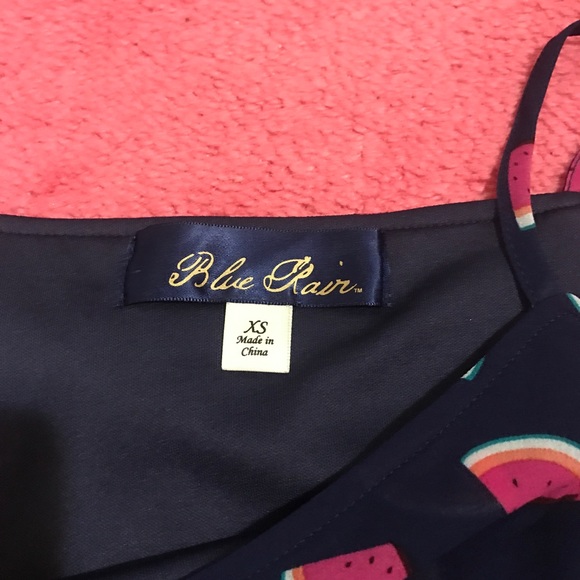 Blue Rain™
XS
Made in
China